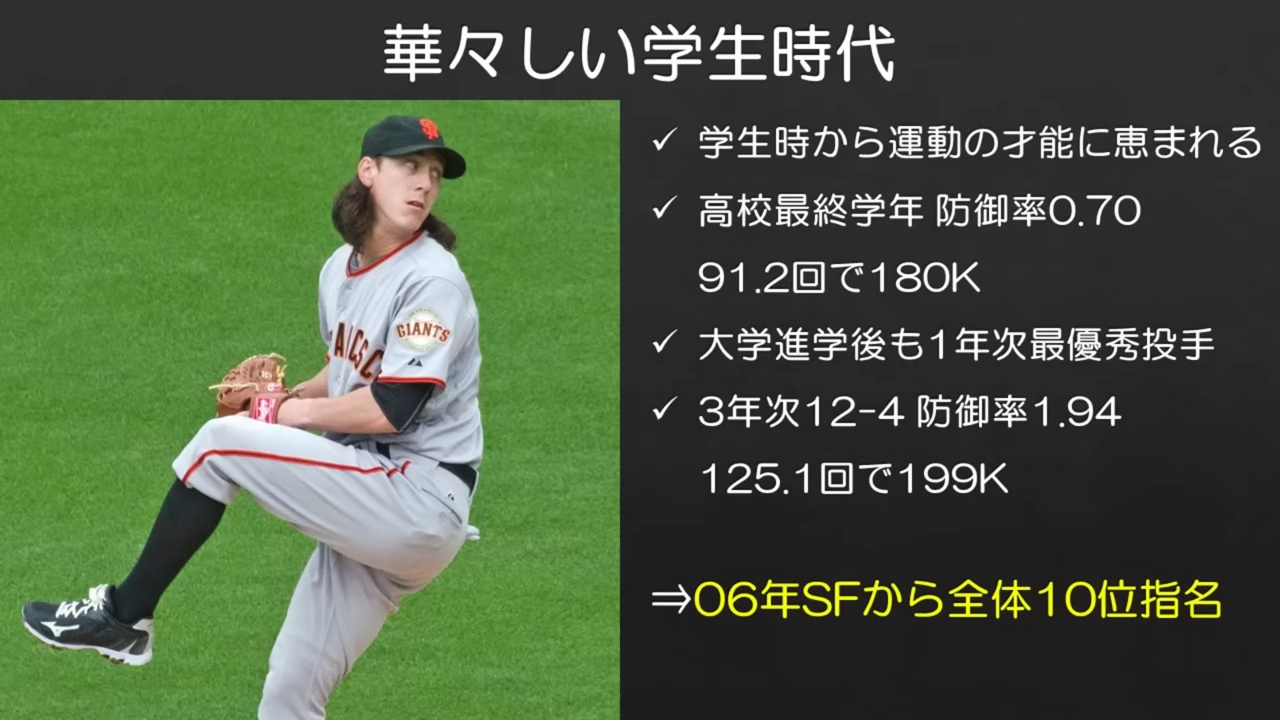 華々しい学生時代
✓ 学生時から運動の才能に恵まれる
✓ 高校最終学年 防御率0.70
91.2回で180K
✓ 大学進学後も1年次最優秀投手
✓ 3年次12-4 防御率1.94
125.1回で199K
⇒06年SFから全体10位指名
SF
GIANTS